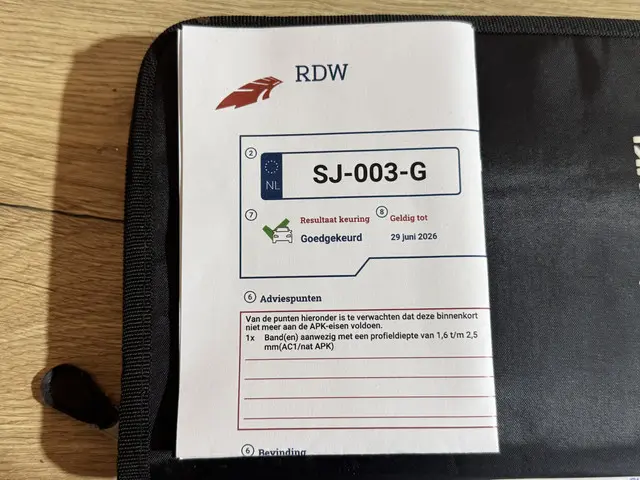 RDW
2
NL
SJ-003-G
7
Resultaat keuring
Goedgekeurd
8
Geldig tot
29 juni 2026
6 Adviespunten
Van de punten hieronder is te verwachten dat deze binnenkort
niet meer aan de APK-eisen voldoen.
1x Band(en) aanwezig met een profieldiepte van 1,6 t/m 2,5
mm(AC1/nat APK)
6 Bevinding